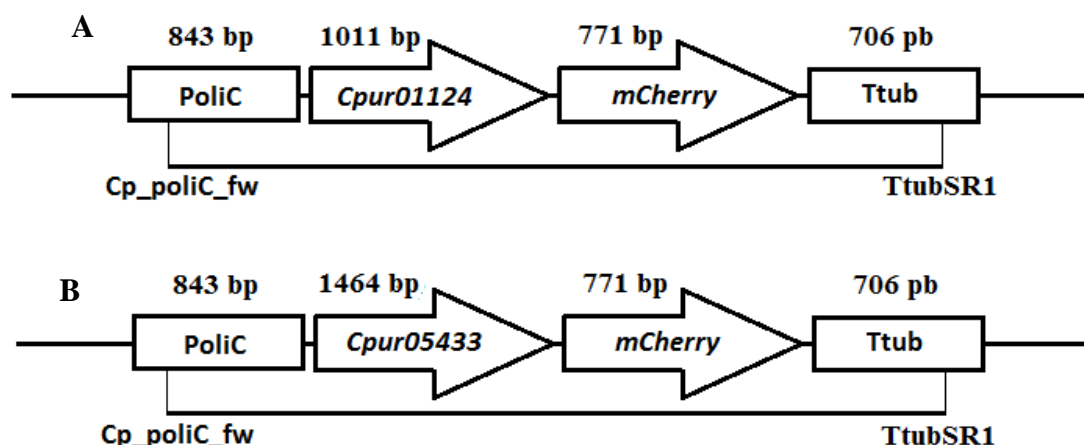 A
843 bp 1011 bp 771 bp 706 pb
PoliC Cpur01124 mCherry Ttub
Cp_poliC_fw TtubSR1
B
843 bp 1464 bp 771 bp 706 pb
PoliC Cpur05433 mCherry Ttub
Cp_poliC_fw TtubSR1